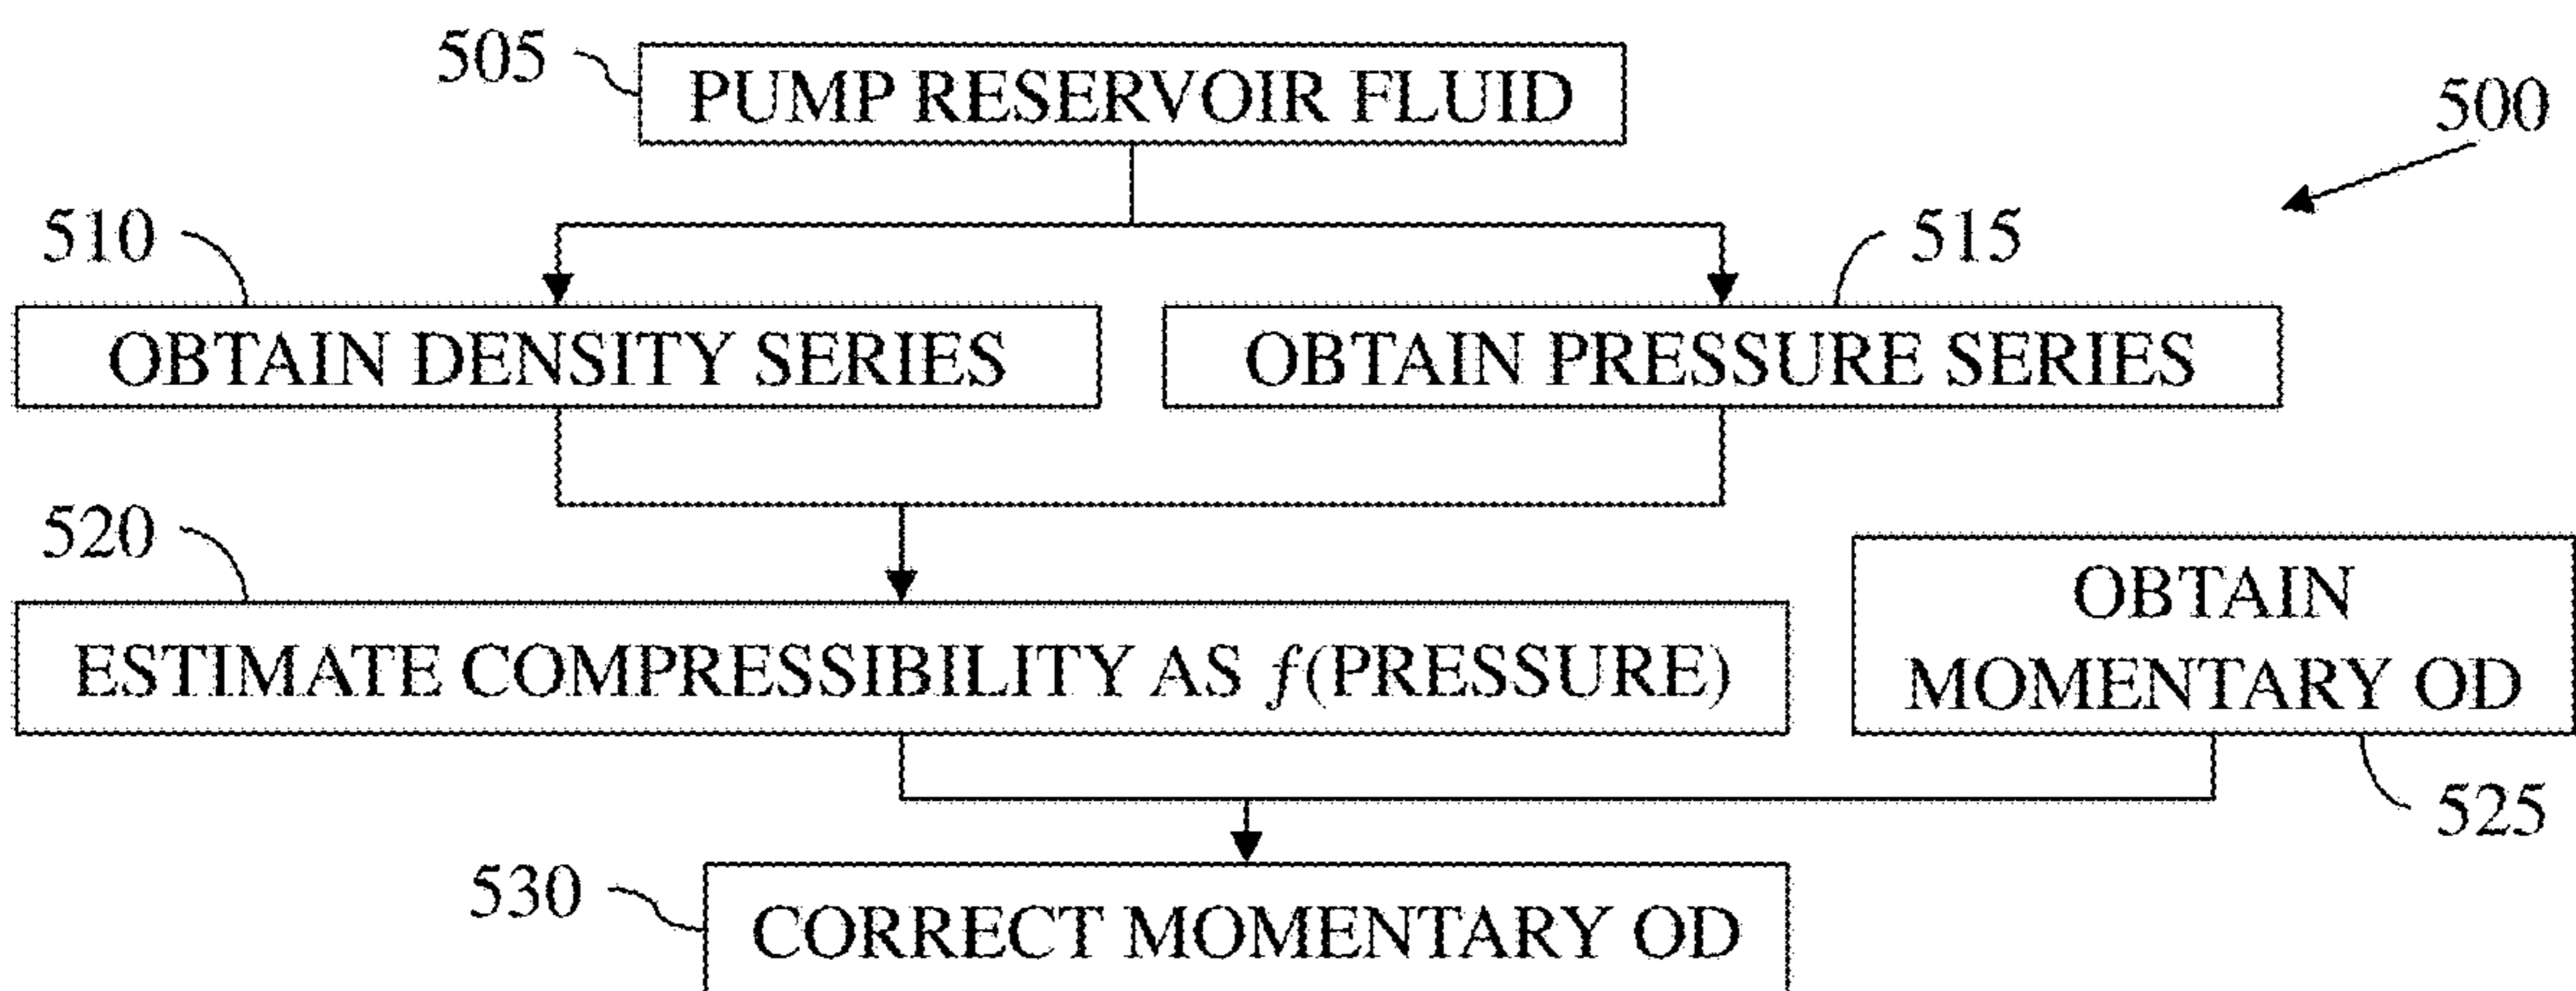 505
PUMP RESERVOIR FLUID
500
510
515
OBTAIN DENSITY SERIES
OBTAIN PRESSURE SERIES
520
ESTIMATE COMPRESSIBILITY AS f(PRESSURE)
OBTAIN
MOMENTARY OD
525
530
CORRECT MOMENTARY OD